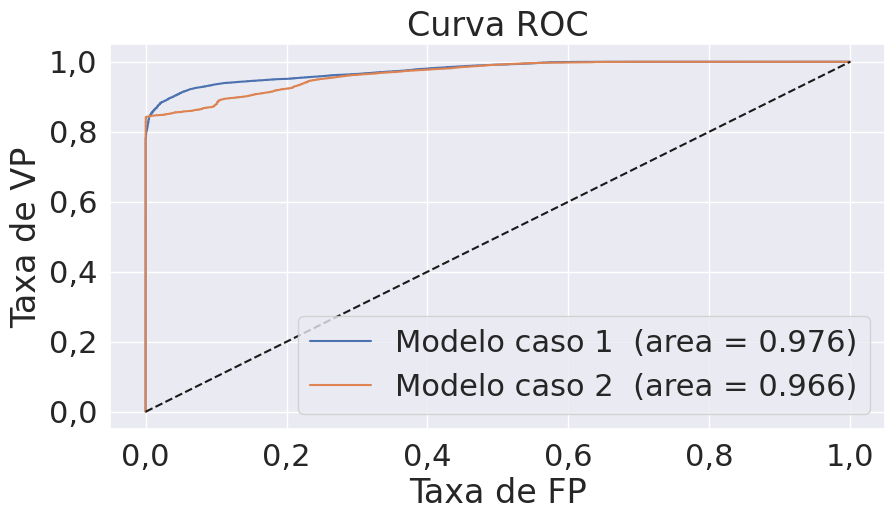 Curva ROC
Taxa de VP
1,0
0,8
0,6
0,4
0,2
0,0
Modelo caso 1 (area = 0.976)
Modelo caso 2 (area = 0.966)
0,0 0,2 0,4 0,6 0,8 1,0
Taxa de FP